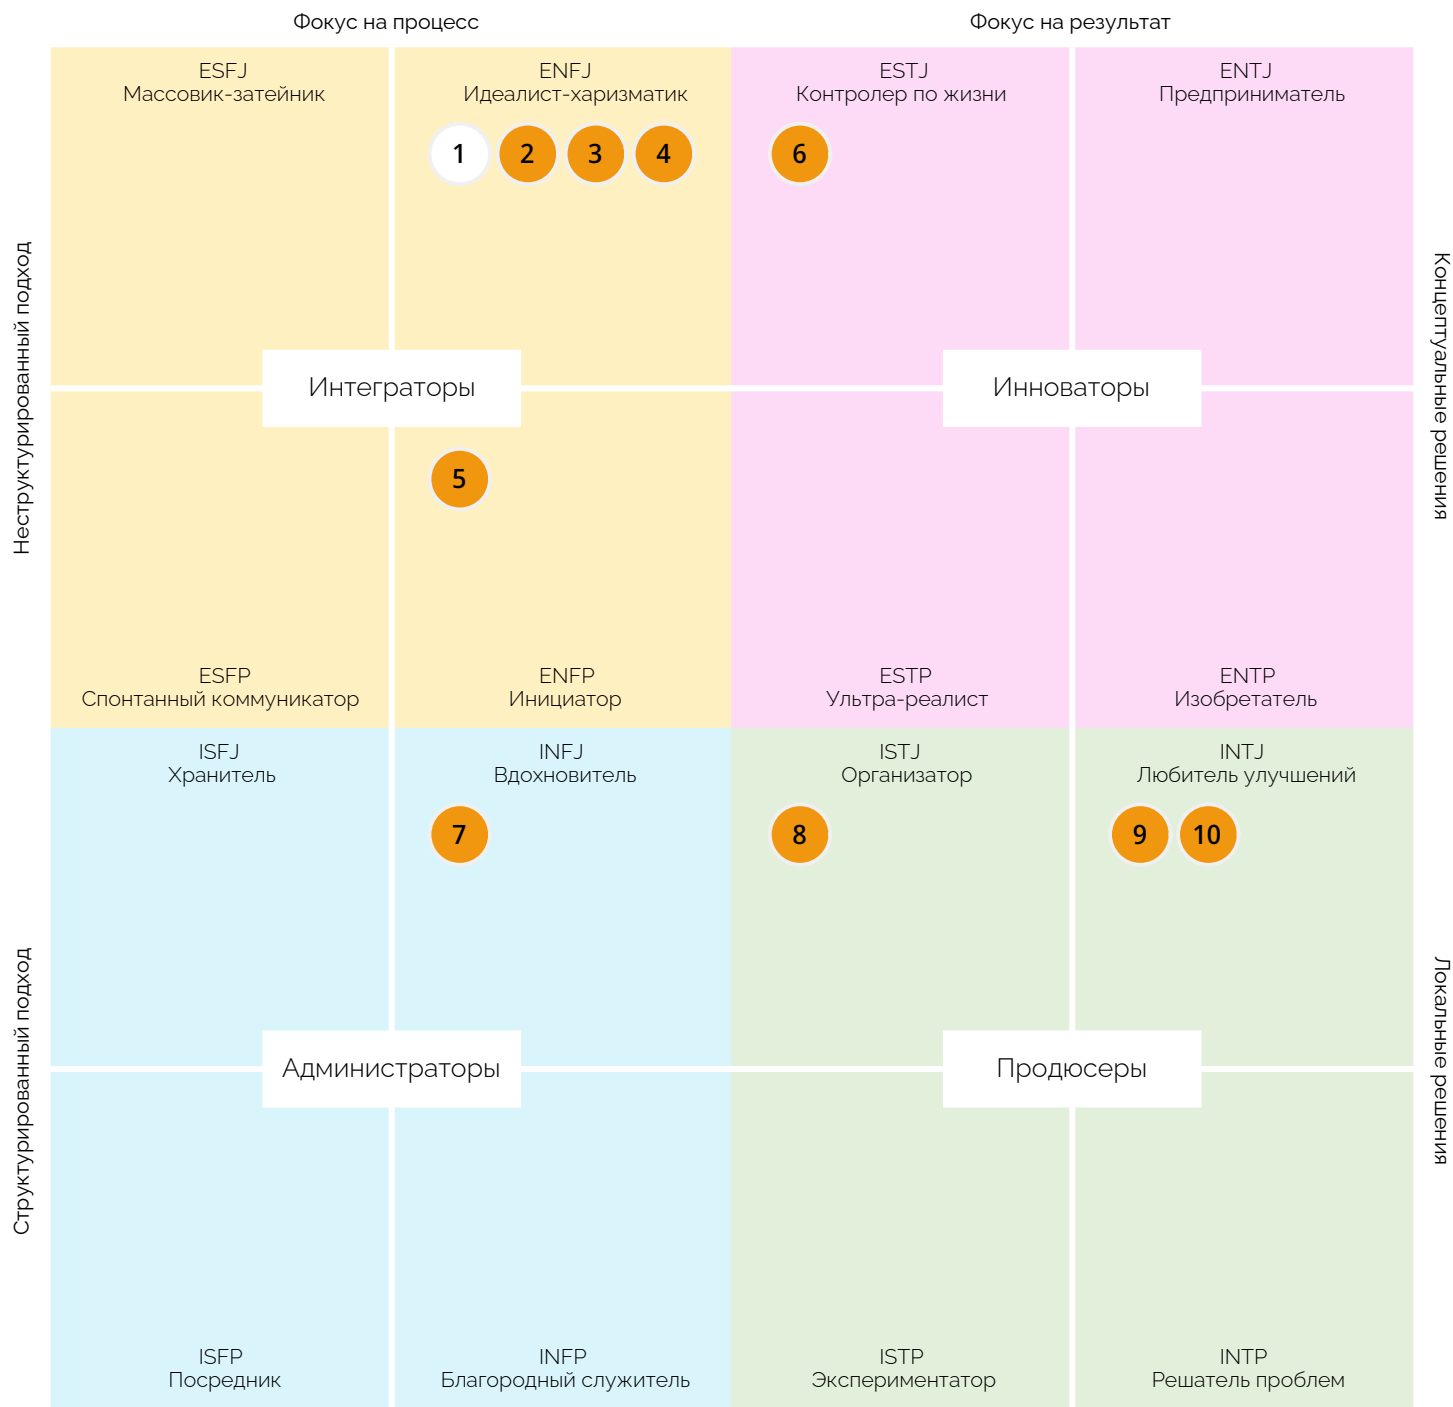 Фокус на процесс
Фокус на результат
ESFJ
Массовик-затейник
ENFJ
Идеалист-харизматик
ESTJ
Контролер по жизни
ENTJ
Предприниматель
1
2
3
4
6
Неструктурированный подход
Концептуальные решения
Интеграторы
Инноваторы
5
ESFP
Спонтанный коммуникатор
ENFP
Инициатор
ESTP
Ультра-реалист
ENTP
Изобретатель
ISFJ
Хранитель
INFJ
Вдохновитель
ISTJ
Организатор
INTJ
Любитель улучшений
7
8
9
10
Структурированный подход
Локальные решения
Администраторы
Продюсеры
ISFP
Посредник
INFP
Благородный служитель
ISTP
Экспериментатор
INTP
Решатель проблем